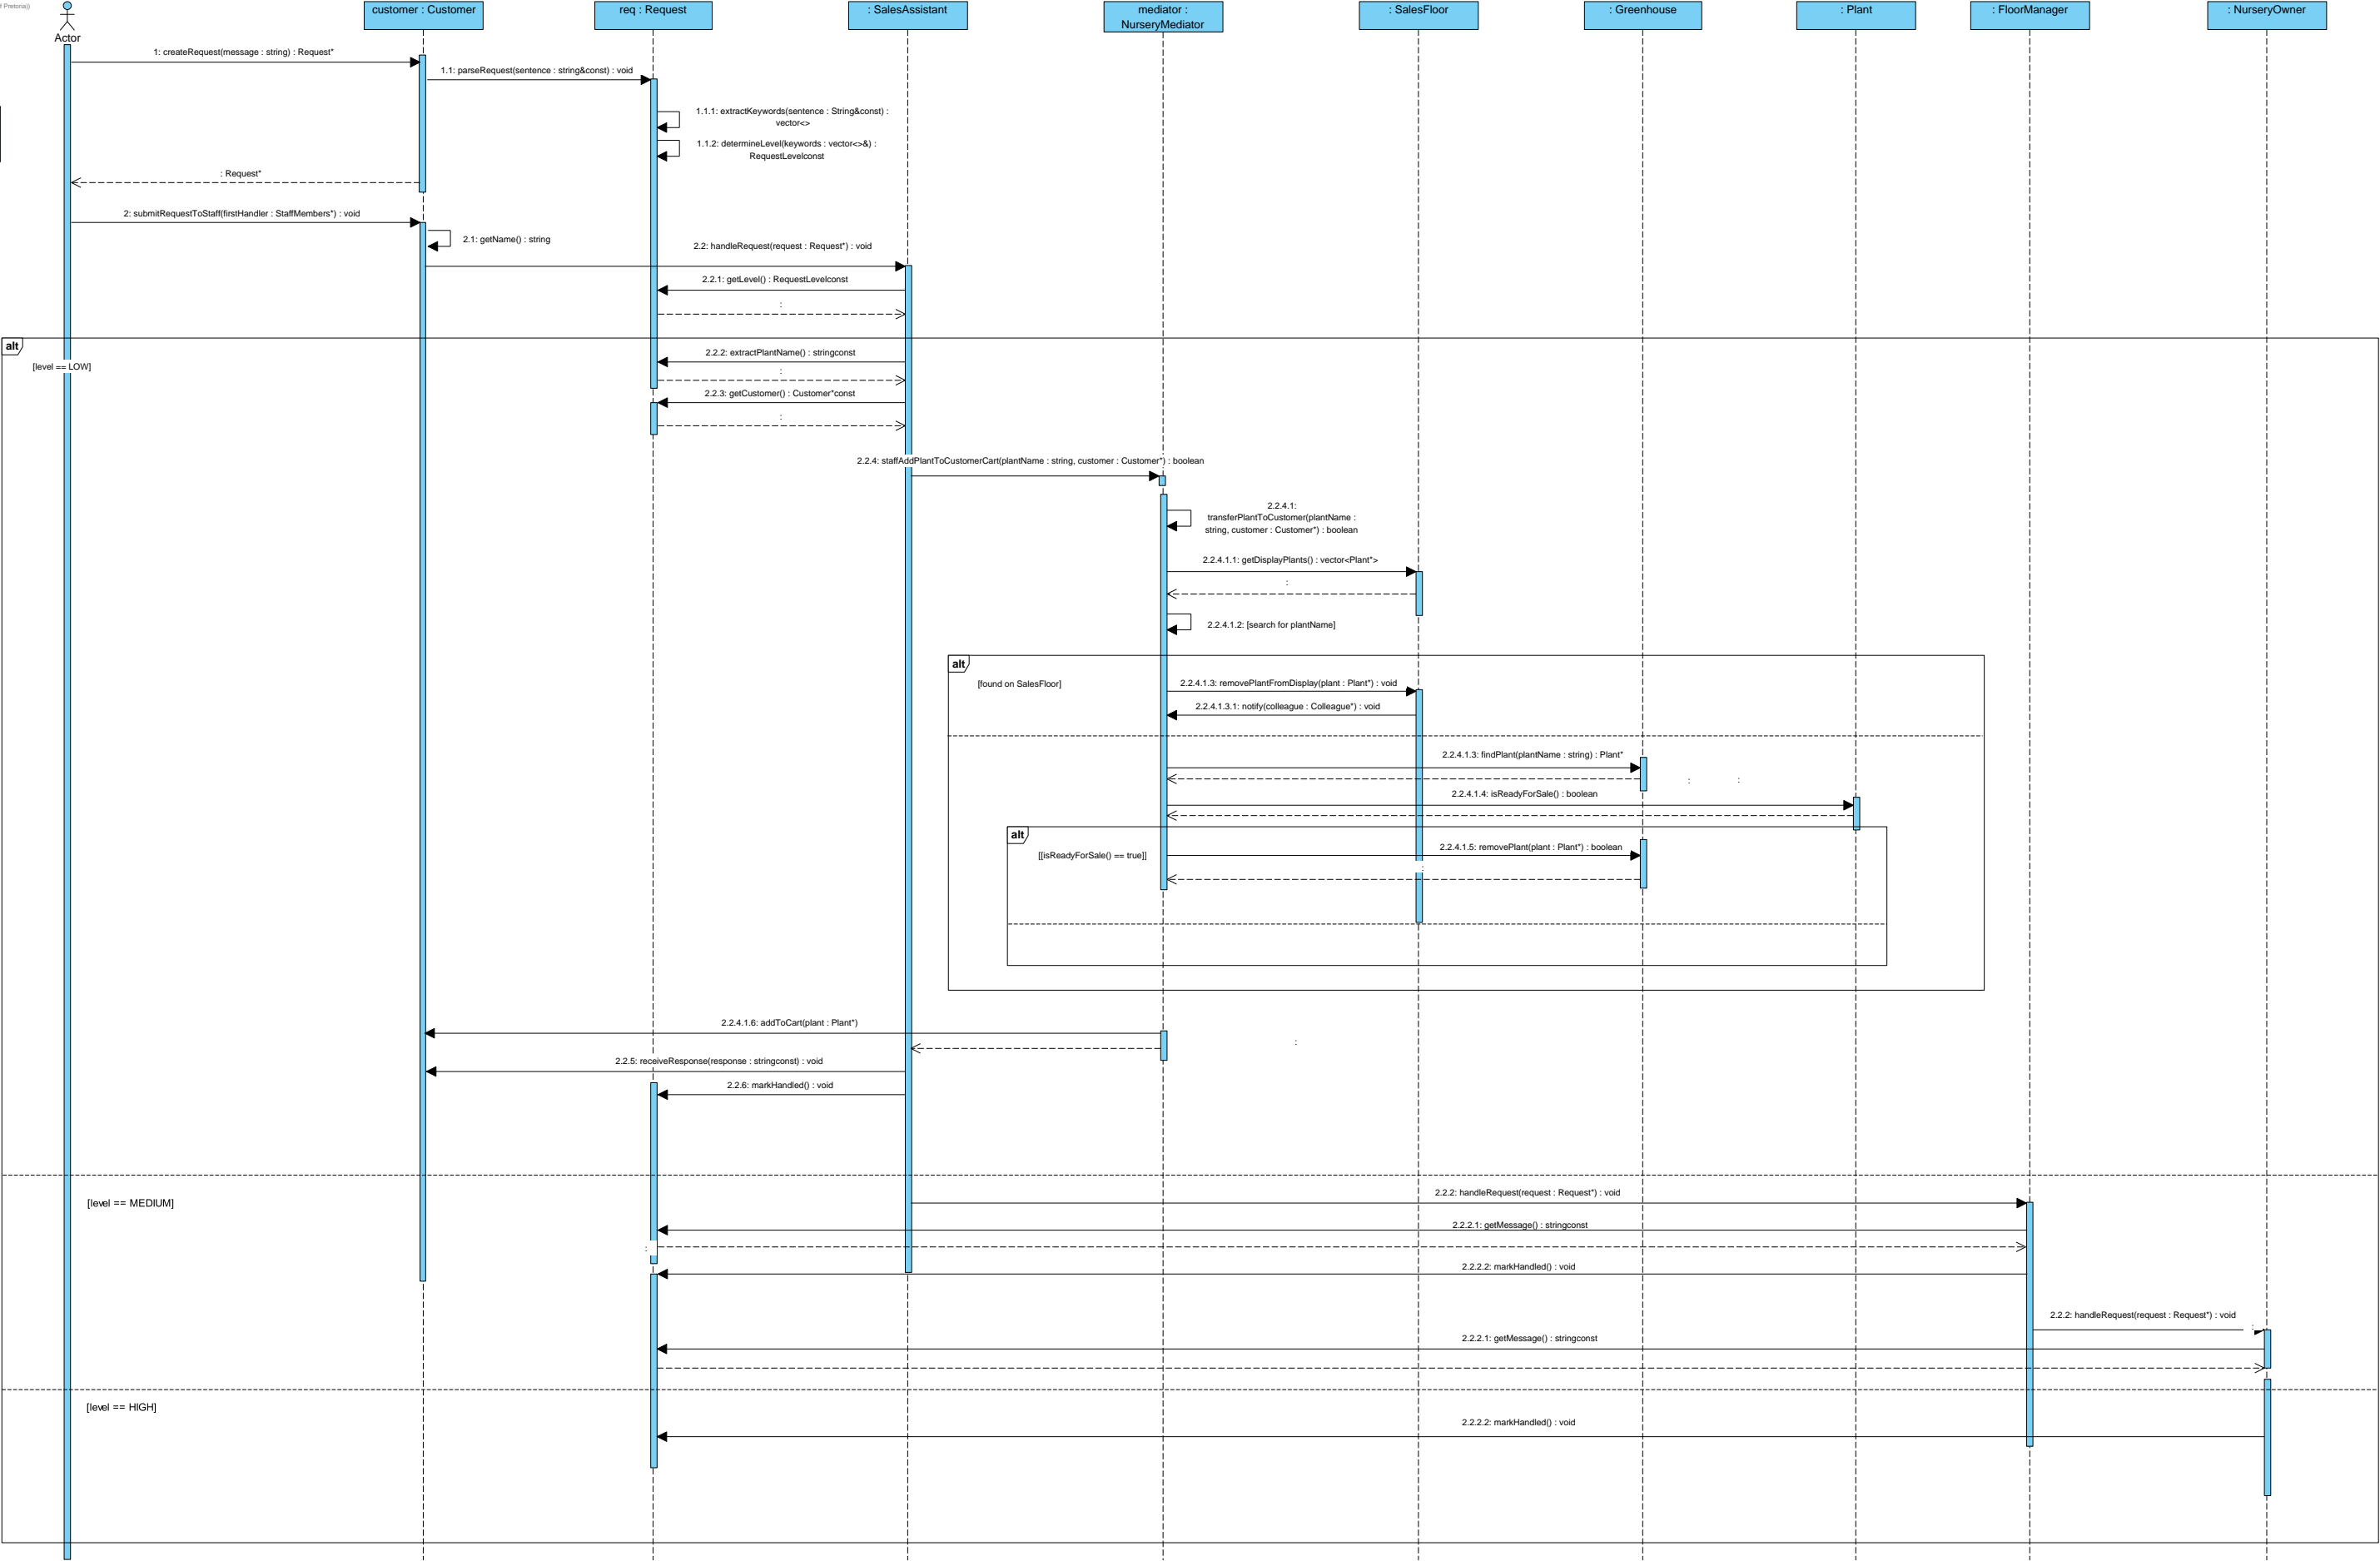 f Pretoria))
customer : Customer
req : Request
: SalesAssistant
mediator :
NurseryMediator
: SalesFloor
: Greenhouse
: Plant
: FloorManager
: NurseryOwner
Actor
1: createRequest(message : string) : Request*
1.1: parseRequest(sentence : string&const) : void
1.1.1: extractKeywords(sentence : String&const) :
vector<>
1.1.2: determineLevel(keywords : vector<>&) :
RequestLevelconst
: Request*
2: submitRequestToStaff(firstHandler : StaffMembers*) : void
2.1: getName() : string
2.2: handleRequest(request : Request*) : void
2.2.1: getLevel() : RequestLevelconst
:
alt
[level == LOW]
2.2.2: extractPlantName() : stringconst
:
2.2.3: getCustomer() : Customer*const
:
2.2.4: staffAddPlantToCustomerCart(plantName : string, customer : Customer*) : boolean
2.2.4.1:
transferPlantToCustomer(plantName :
string, customer : Customer*) : boolean
2.2.4.1.1: getDisplayPlants() : vector<Plant*>
:
2.2.4.1.2: [search for plantName]
alt
[found on SalesFloor]
2.2.4.1.3: removePlantFromDisplay(plant : Plant*) : void
2.2.4.1.3.1: notify(colleague : Colleague*) : void
2.2.4.1.3: findPlant(plantName : string) : Plant*
: :
2.2.4.1.4: isReadyForSale() : boolean
alt
[[isReadyForSale() == true]]
2.2.4.1.5: removePlant(plant : Plant*) : boolean
:
2.2.4.1.6: addToCart(plant : Plant*)
:
2.2.5: receiveResponse(response : stringconst) : void
2.2.6: markHandled() : void
[level == MEDIUM]
2.2.2: handleRequest(request : Request*) : void
2.2.2.1: getMessage() : stringconst
:
2.2.2.2: markHandled() : void
2.2.2: handleRequest(request : Request*) : void
:
2.2.2.1: getMessage() : stringconst
[level == HIGH]
2.2.2.2: markHandled() : void